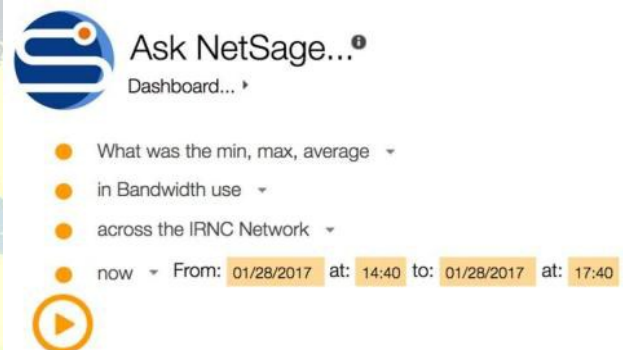 Ask NetSage...
Dashboard...
What was the min, max, average
in Bandwidth use
across the IRNC Network
now From: 01/28/2017 at: 14:40 to: 01/28/2017 at: 17:40